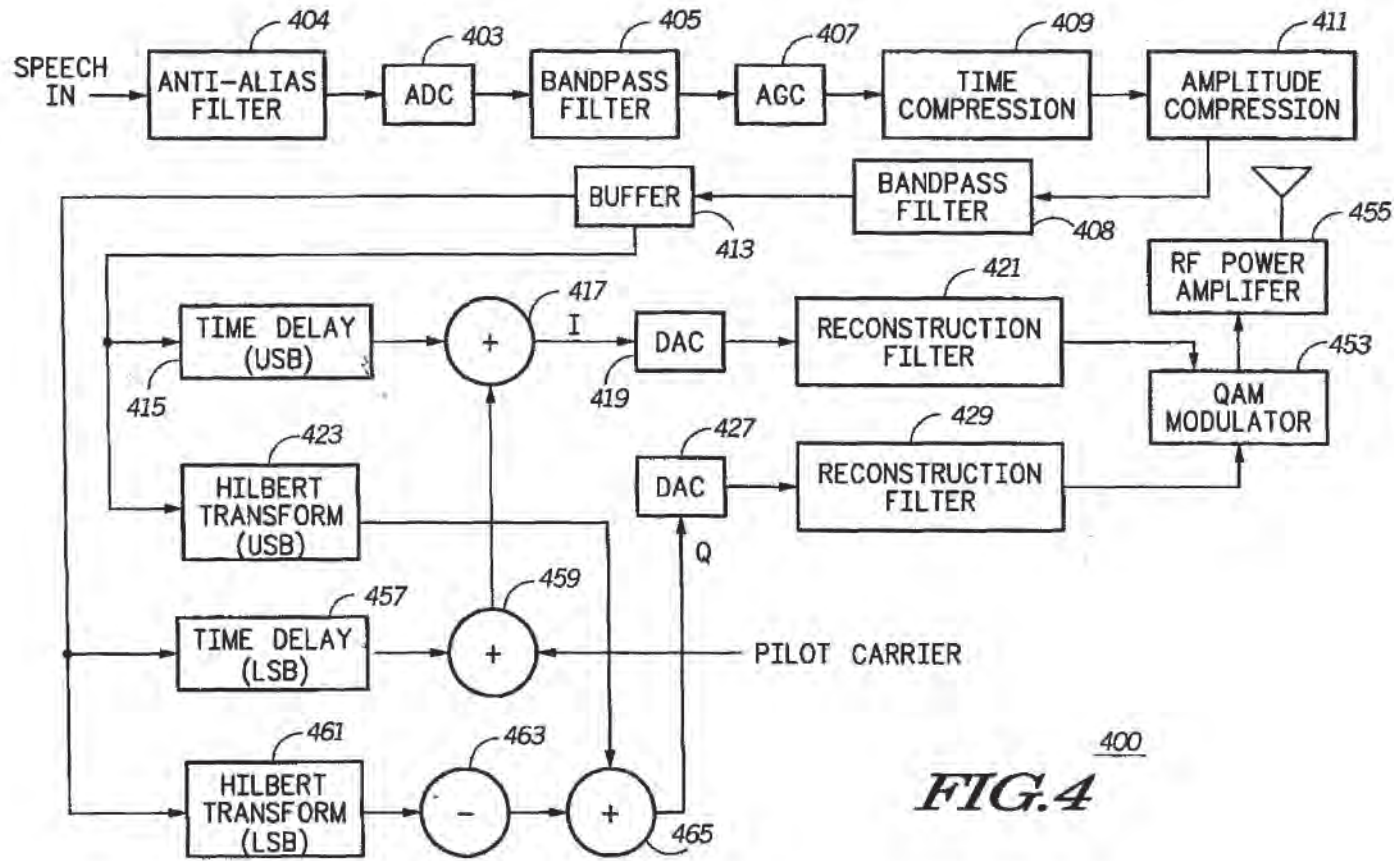 404
403
405
407
409
411
SPEECH
IN
ANTI-ALIAS
FILTER
ADC
BANDPASS
FILTER
AGC
TIME
COMPRESSION
AMPLITUDE
COMPRESSION
BUFFER
413
BANDPASS
FILTER
408
455
RF POWER
AMPLIFER
TIME DELAY
(USB)
415
+
417
I
DAC
419
421
RECONSTRUCTION
FILTER
453
QAM
MODULATOR
423
HILBERT
TRANSFORM
(USB)
427
DAC
Q
429
RECONSTRUCTION
FILTER
457
TIME DELAY
(LSB)
459
+
PILOT CARRIER
461
HILBERT
TRANSFORM
(LSB)
463
-
+
465
400
FIG.4